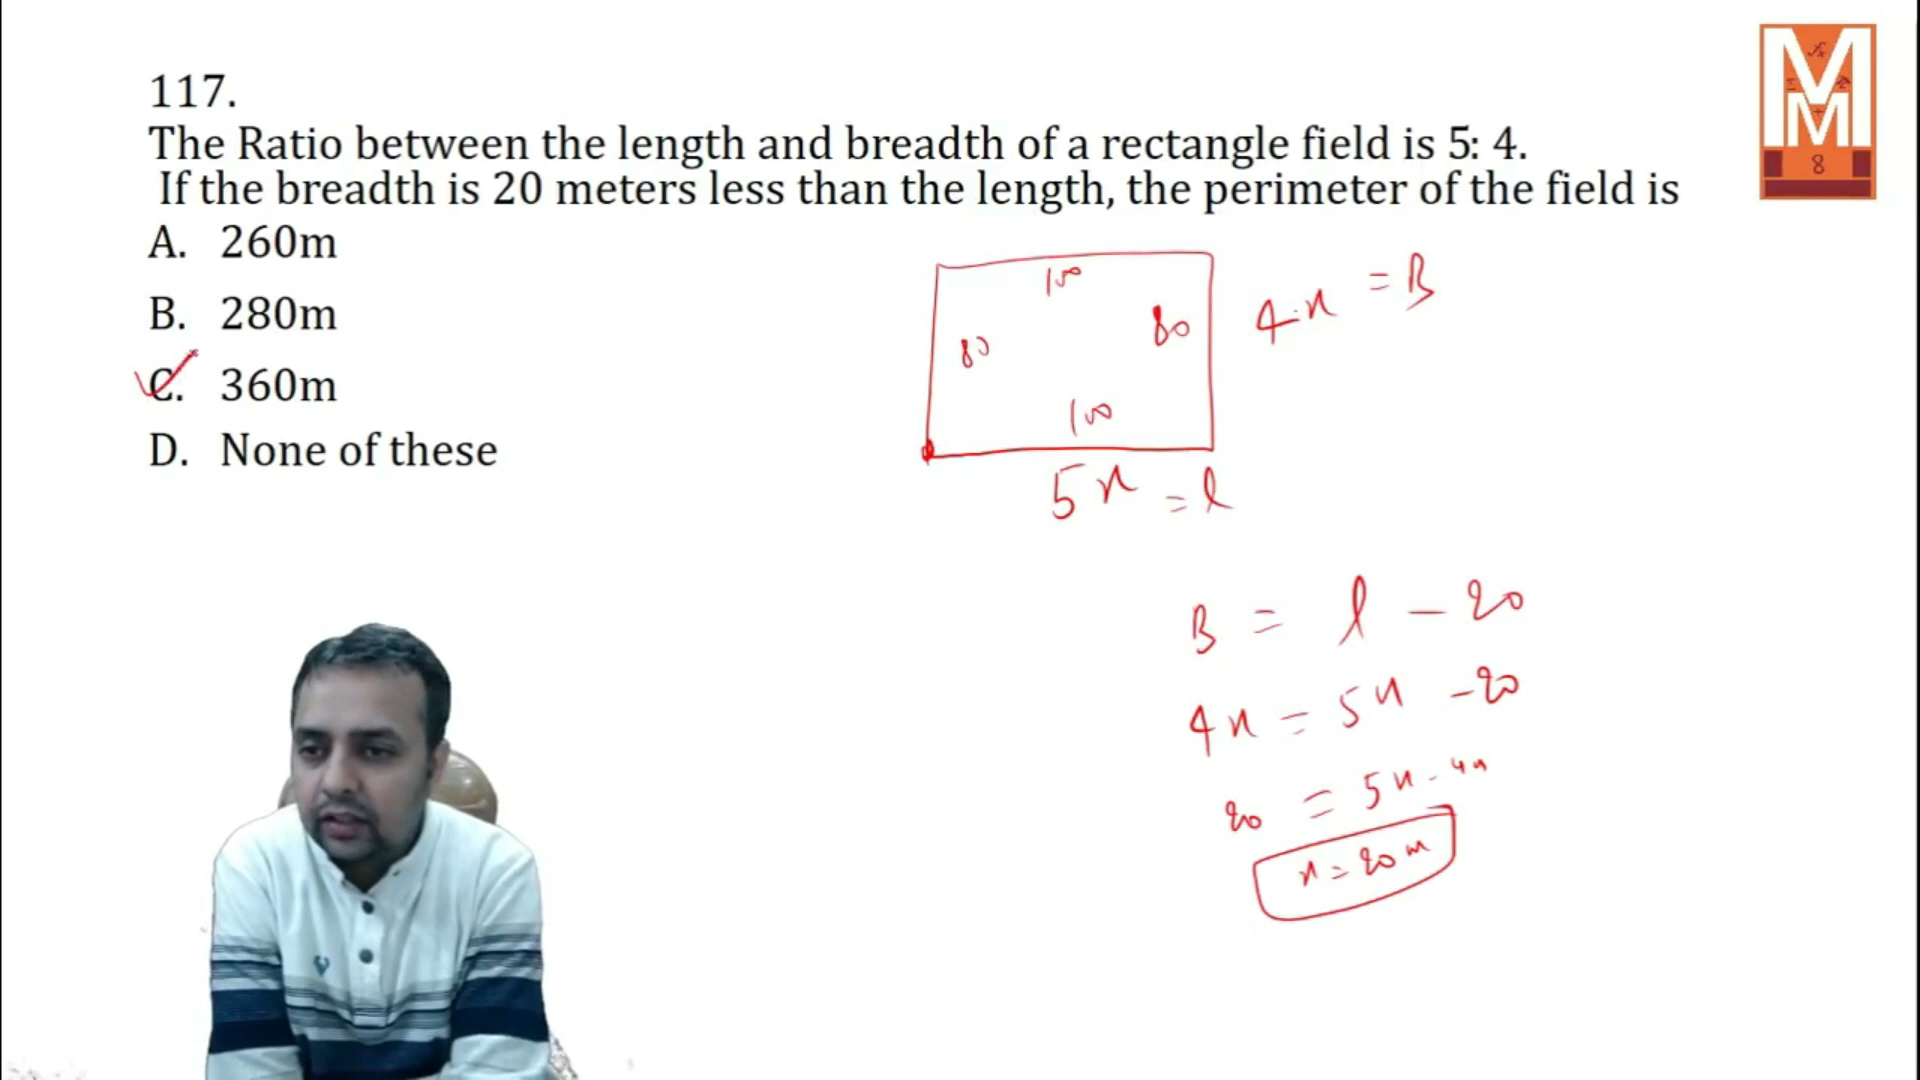 117.
The Ratio between the length and breadth of a rectangle field is 5: 4.
If the breadth is 20 meters less than the length, the perimeter of the field is
A. 260m
B. 280m
C. 360m
D. None of these
100
80
80
100
4x = B
5x = l
B = l - 20
4x = 5x - 20
20 = 5x - 4x
x = 20 m
M
M
8